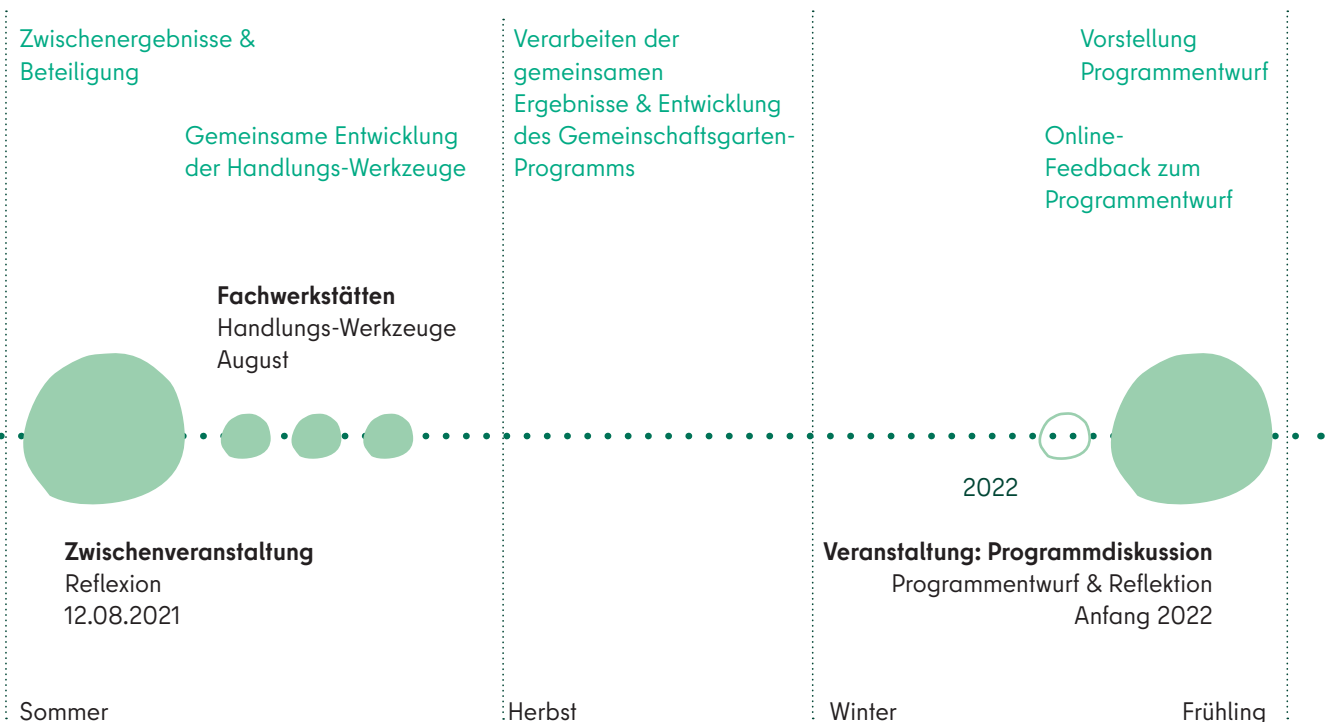 Zwischenergebnisse &
Beteiligung
Gemeinsame Entwicklung
der Handlungs-Werkzeuge
Verarbeiten der
gemeinsamen
Ergebnisse & Entwicklung
des Gemeinschaftsgarten-
Programms
Vorstellung
Programmentwurf
Online-
Feedback zum
Programmentwurf
Fachwerkstätten
Handlungs-Werkzeuge
August
2022
Zwischenveranstaltung
Reflexion
12.08.2021
Veranstaltung: Programmdiskussion
Programmentwurf & Reflektion
Anfang 2022
Sommer
Herbst
Winter
Frühling